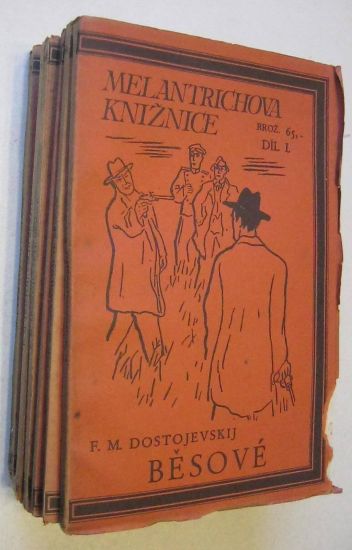 MELANTRICHOVA
KNIŽNICE
BROŽ. 65,-
DÍL I.
F. M. DOSTOJEVSKIJ
BĚSOVÉ